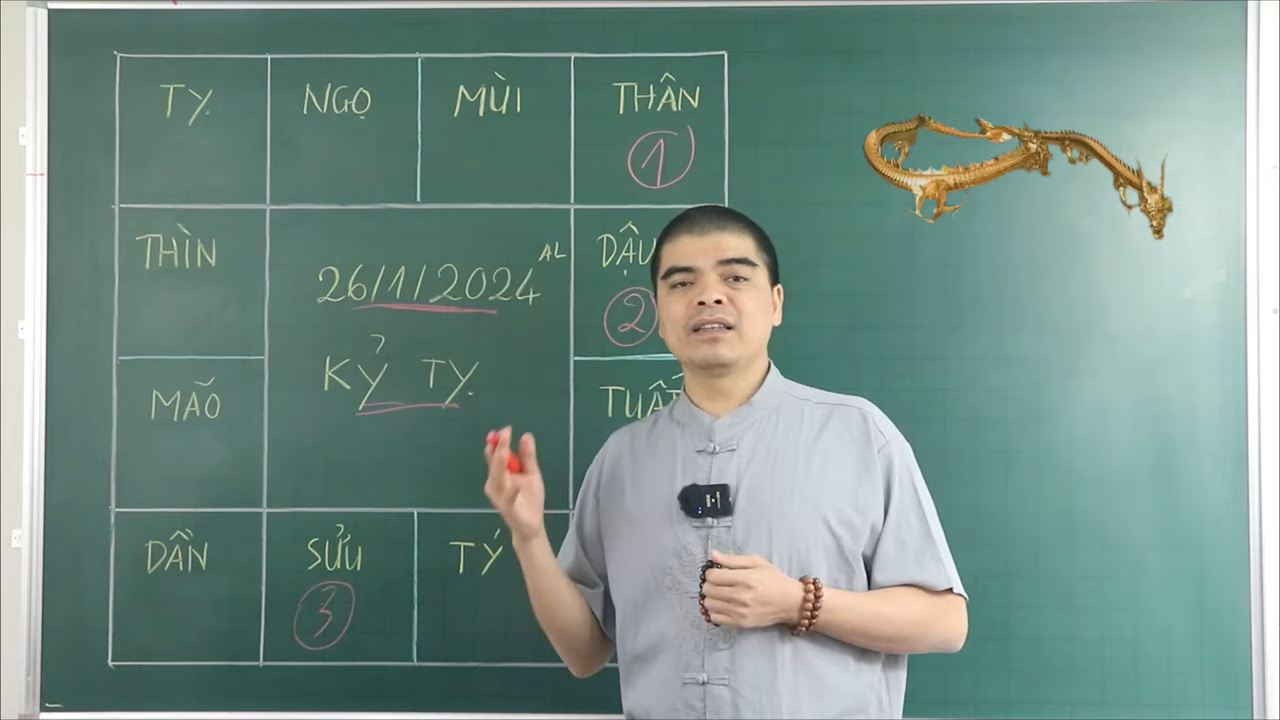 TỴ
NGỌ
MÙI
THÂN
1
THÌN
26/1/2024 AL
DẬU
2
KỶ TỴ
MÃO
TUẤT
DẦN
SỬU
3
TÝ